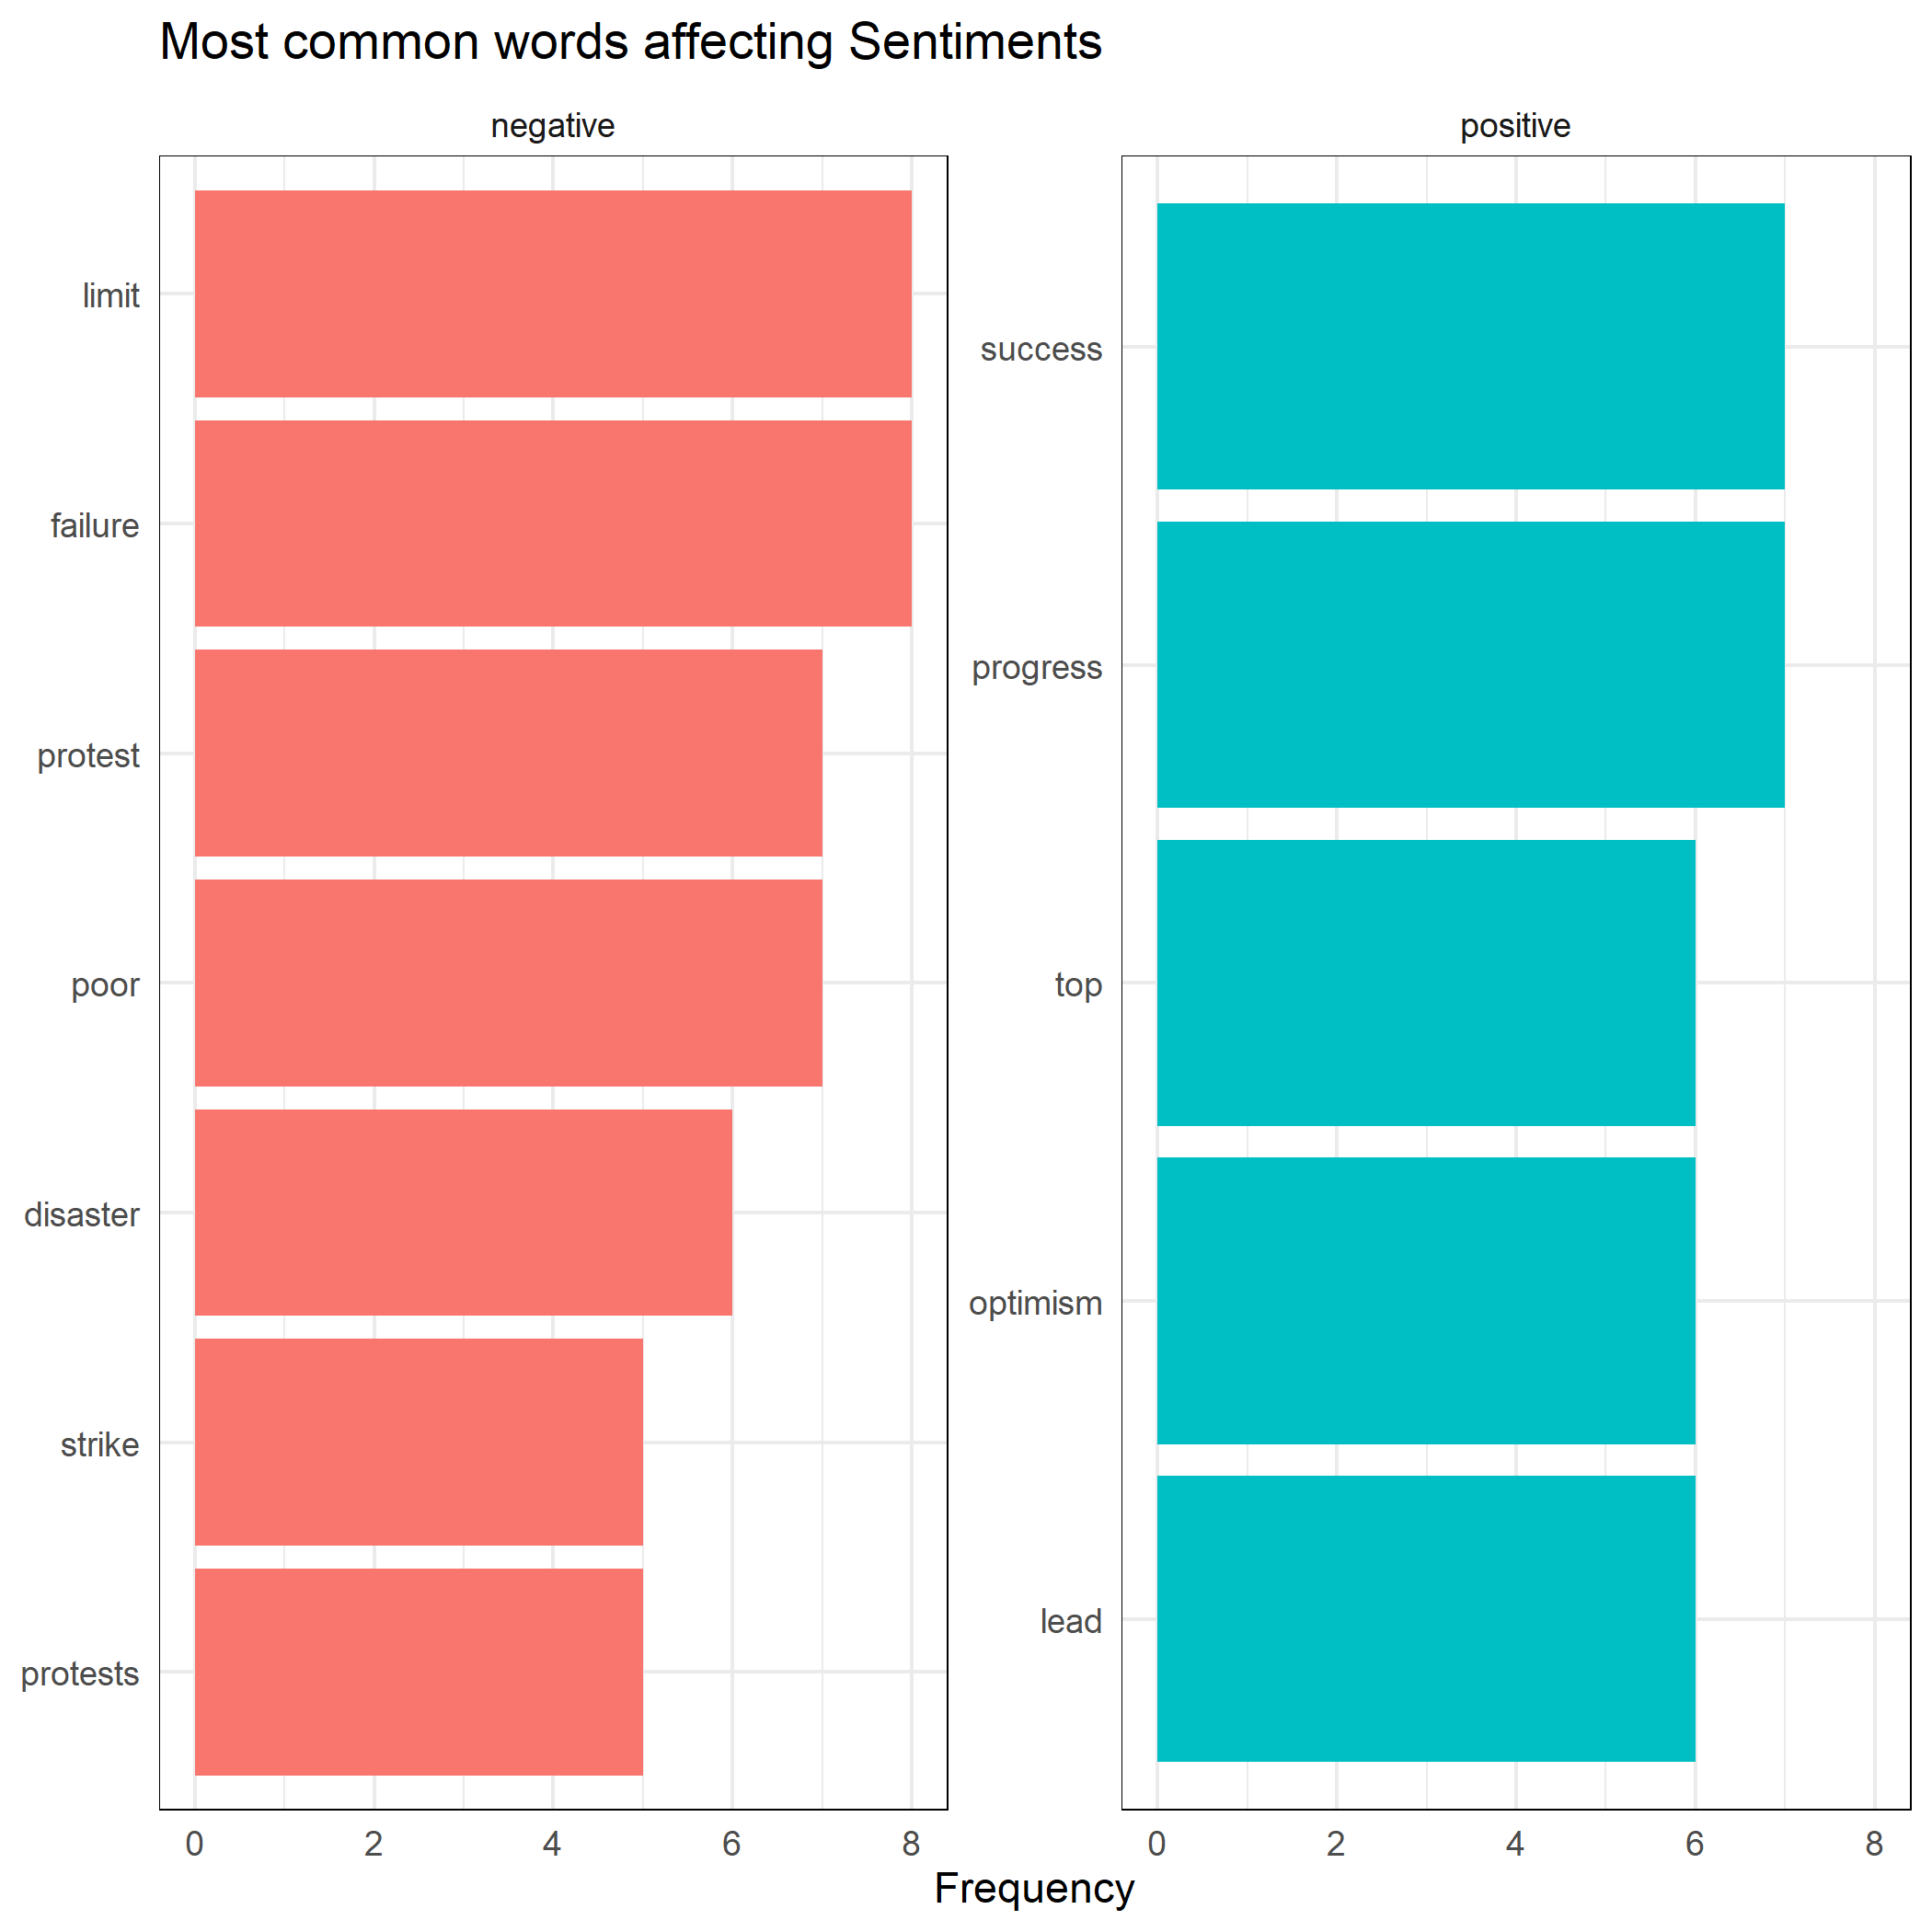 Most common words affecting Sentiments
negative
limit
failure
protest
poor
disaster
strike
protests
0 2 4 6 8
positive
success
progress
top
optimism
lead
0 2 4 6 8
Frequency